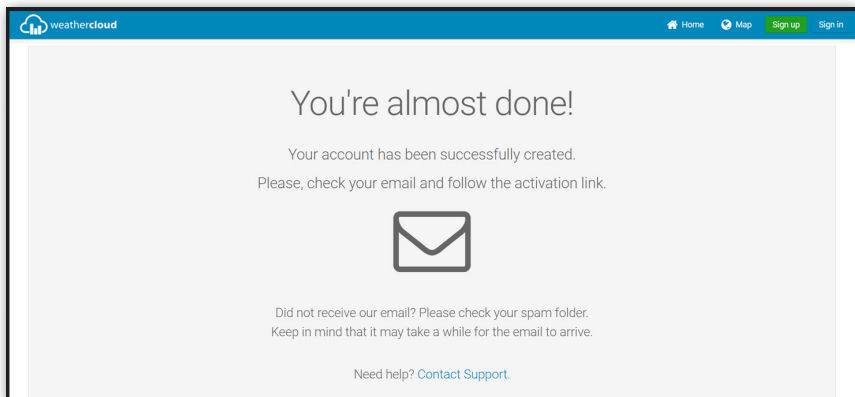 weathercloud
Home Map Sign up Sign in
You're almost done!
Your account has been successfully created.
Please, check your email and follow the activation link.
Did not receive our email? Please check your spam folder.
Keep in mind that it may take a while for the email to arrive.
Need help? Contact Support.